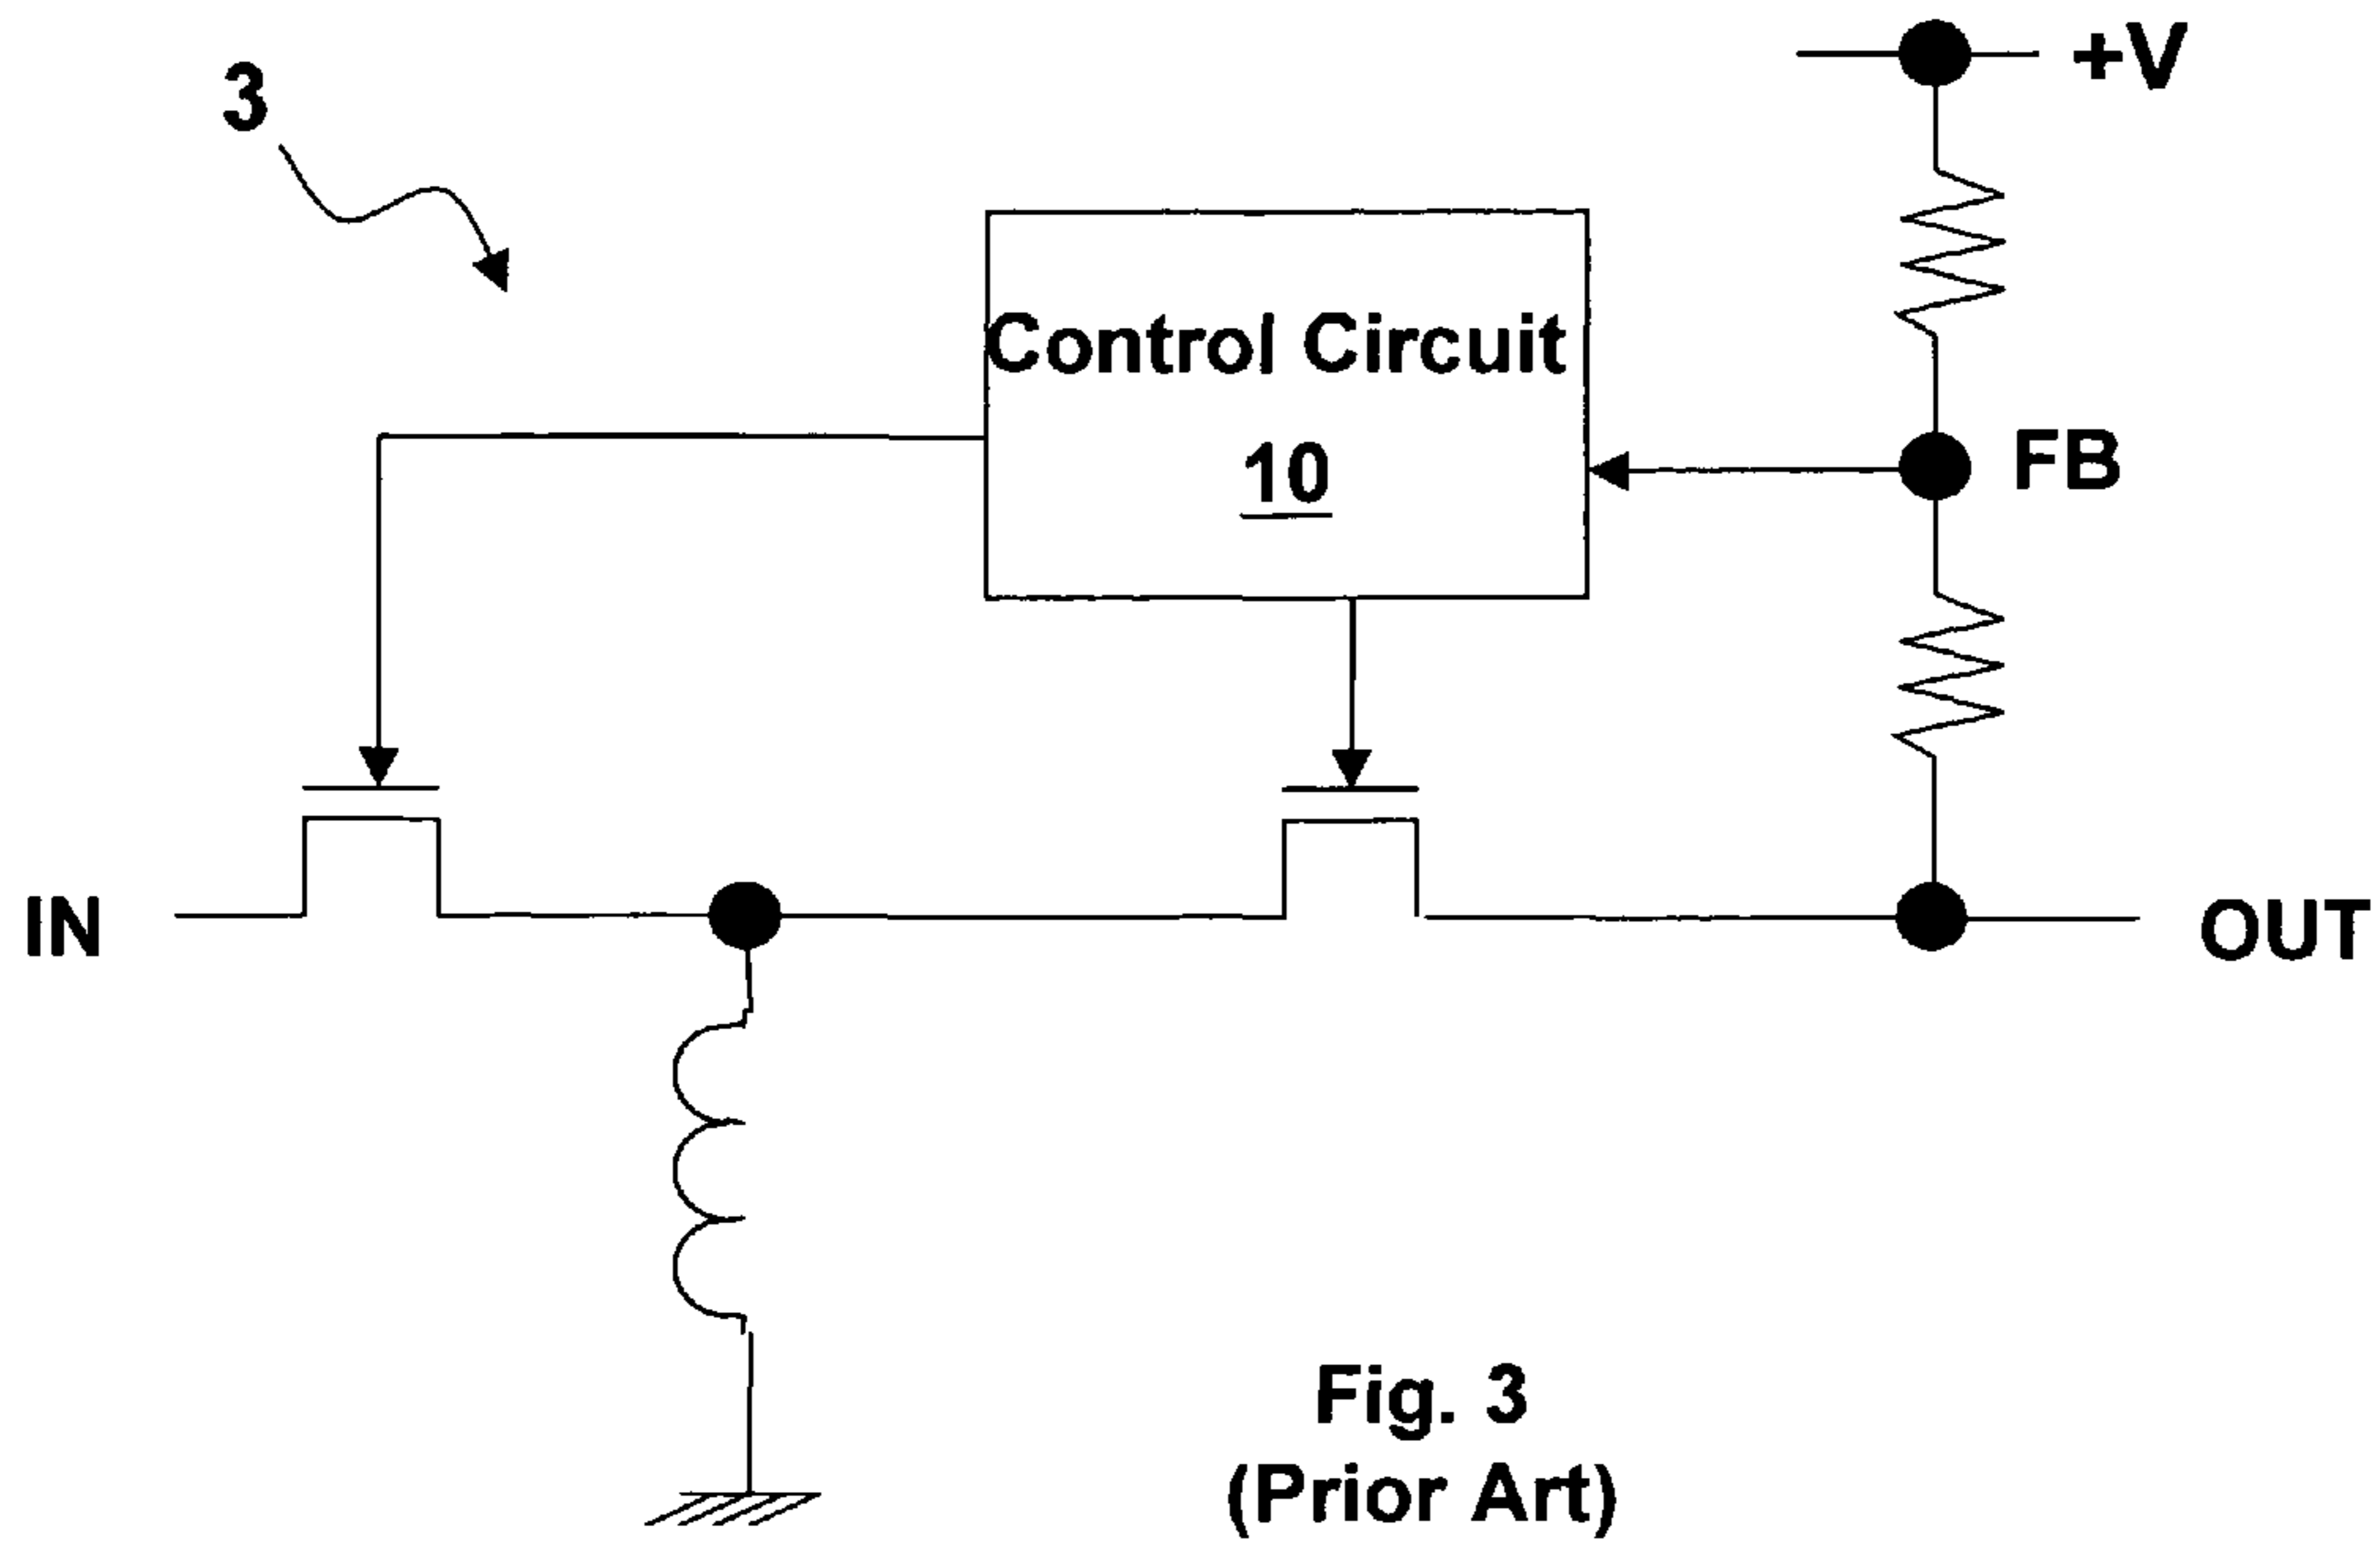 +V
3
Control Circuit
10
FB
IN
OUT
Fig. 3
(Prior Art)